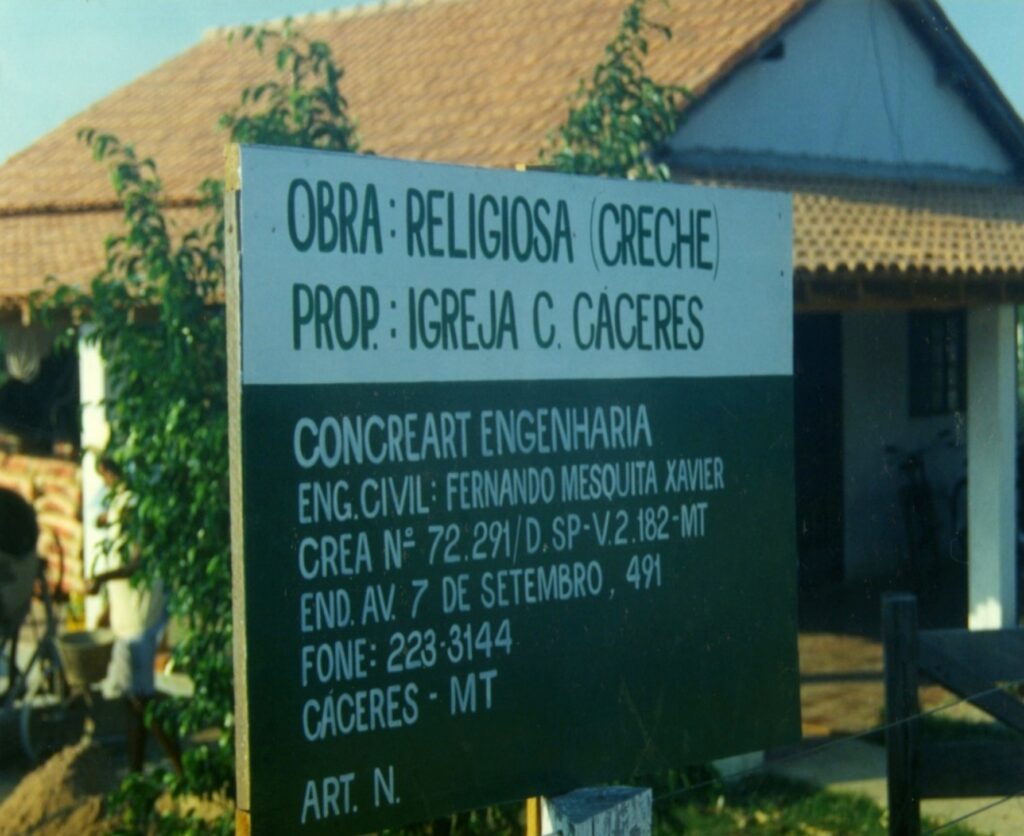 OBRA: RELIGIOSA (CRECHE)
PROP.: IGREJA C. CÁCERES
CONCREART ENGENHARIA
ENG. CIVIL: FERNANDO MESQUITA XAVIER
CREA Nº 72.291/D. SP-V.2.182-MT
END. AV. 7 DE SETEMBRO, 491
FONE: 223-3144
CÁCERES - MT
ART. N.